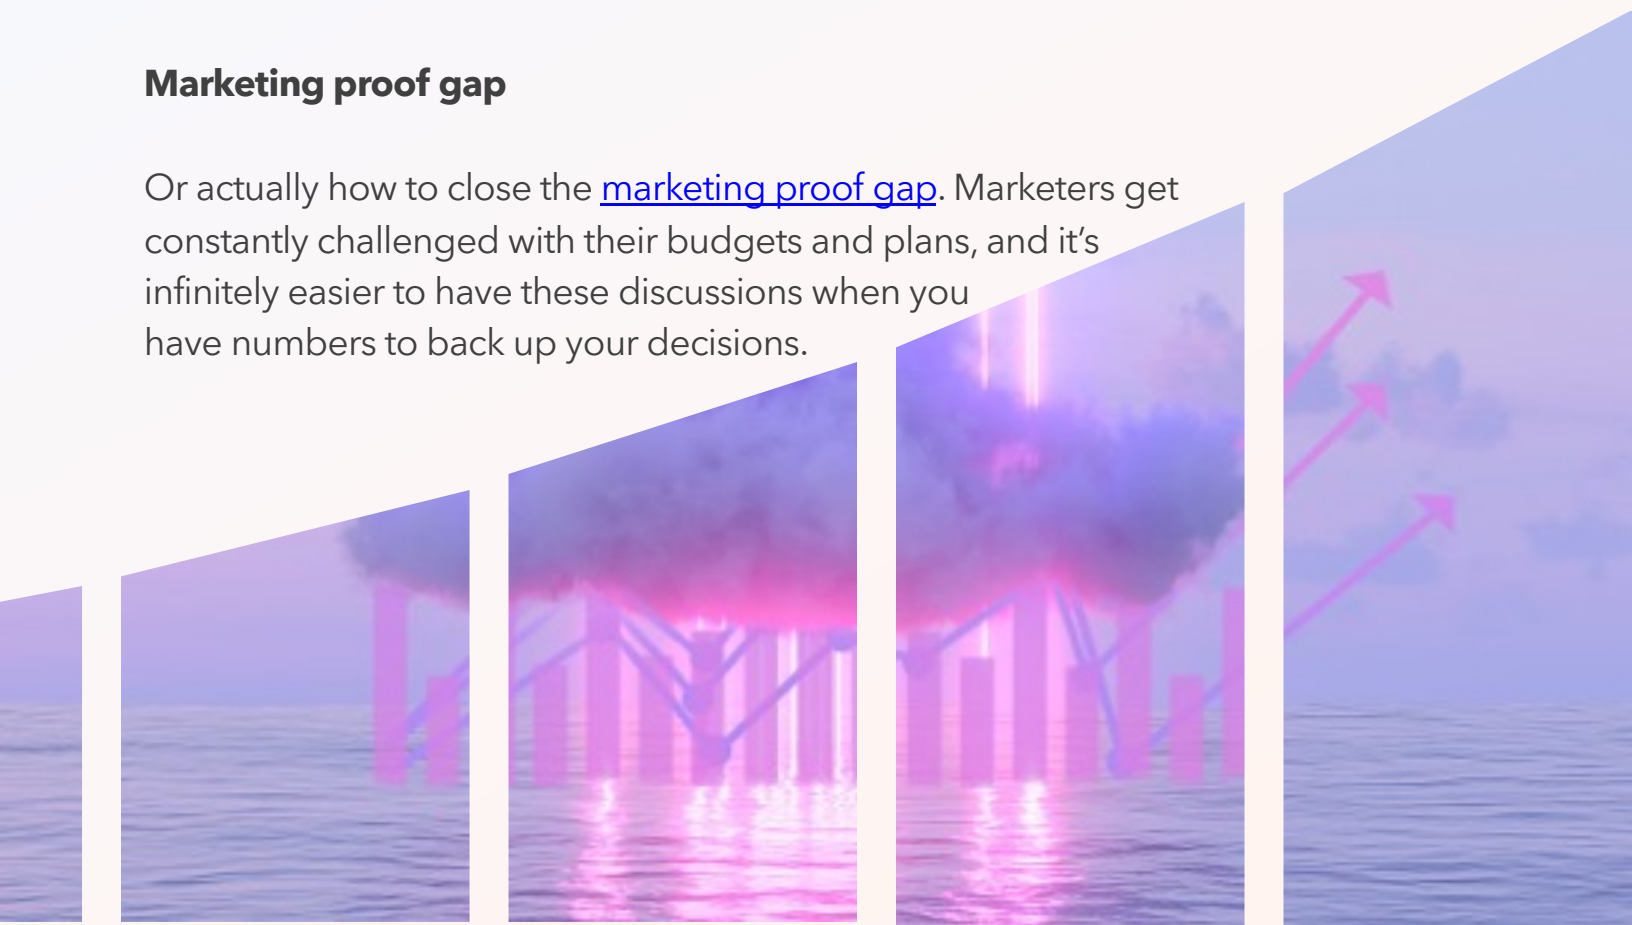 Marketing proof gap
Or actually how to close the marketing proof gap. Marketers get
constantly challenged with their budgets and plans, and it’s
infinitely easier to have these discussions when you
have numbers to back up your decisions.